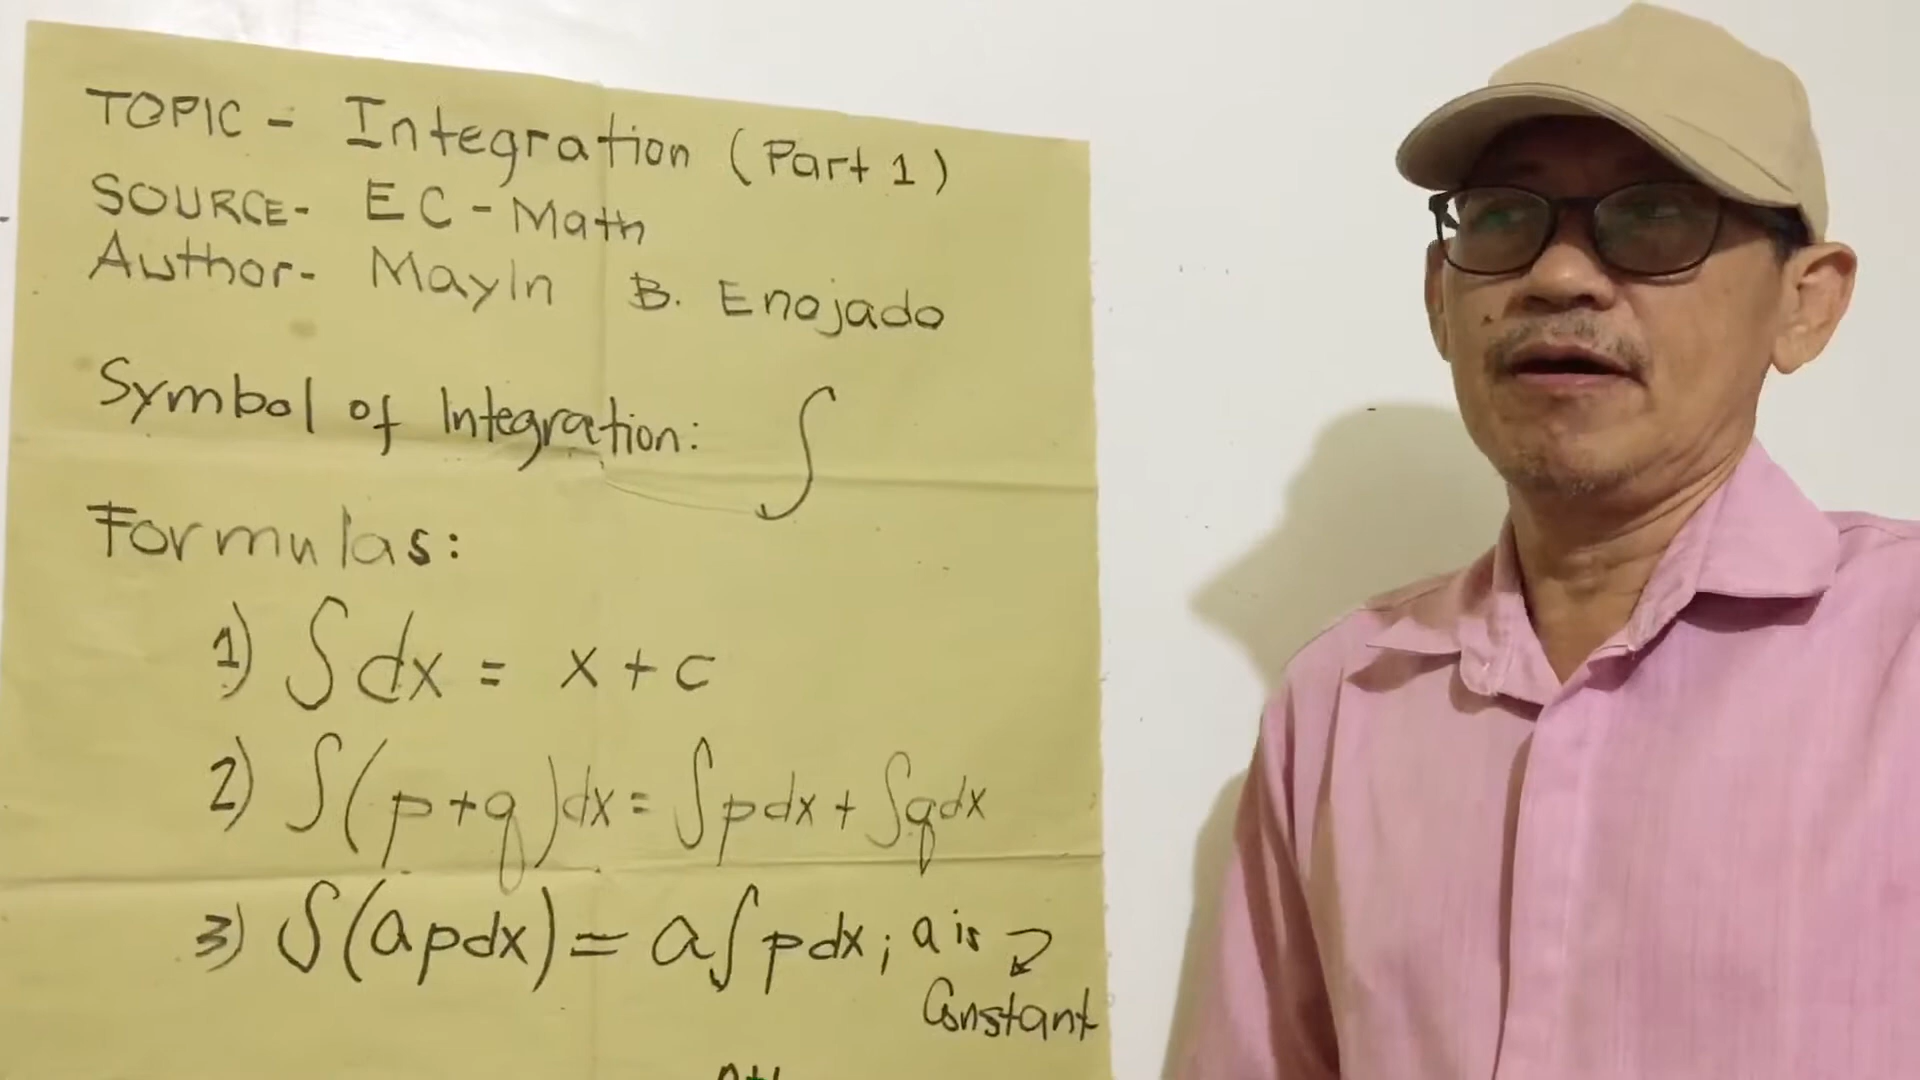 TOPIC - Integration (Part 1)
SOURCE- EC-Math
Author- Mayln B. Enojado
Symbol of Integration: ∫
Formulas:
1) ∫dx = x + c
2) ∫(p+q)dx = ∫pdx + ∫qdx
3) ∫(apdx) = a∫pdx; a is
Constant